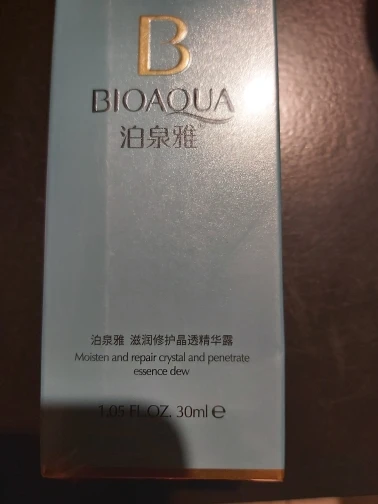 B
BIOAQUA
泊泉雅
泊泉雅 滋润修护晶透精华露
Moisten and repair crystal and penetrate
essence dew
1.05 FL.OZ. 30ml ℮